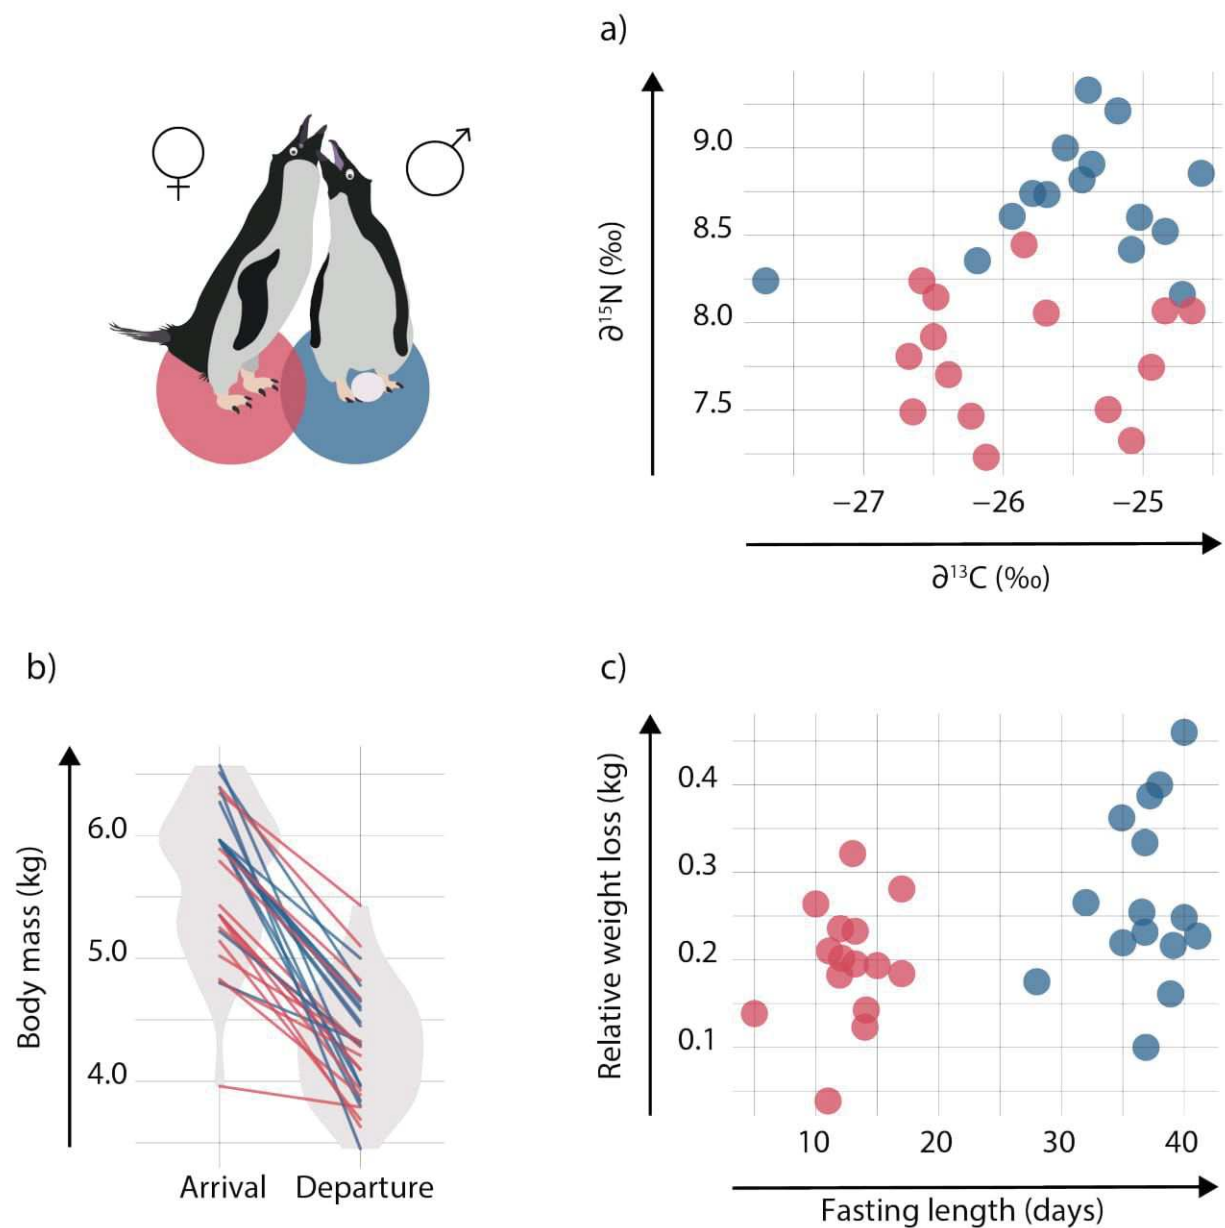 a)
♀
♂
9.0
8.5
8.0
7.5
∂¹⁵N (‰)
−27 −26 −25
∂¹³C (‰)
b)
6.0
5.0
4.0
Body mass (kg)
Arrival Departure
c)
0.4
0.3
0.2
0.1
Relative weight loss (kg)
10 20 30 40
Fasting length (days)